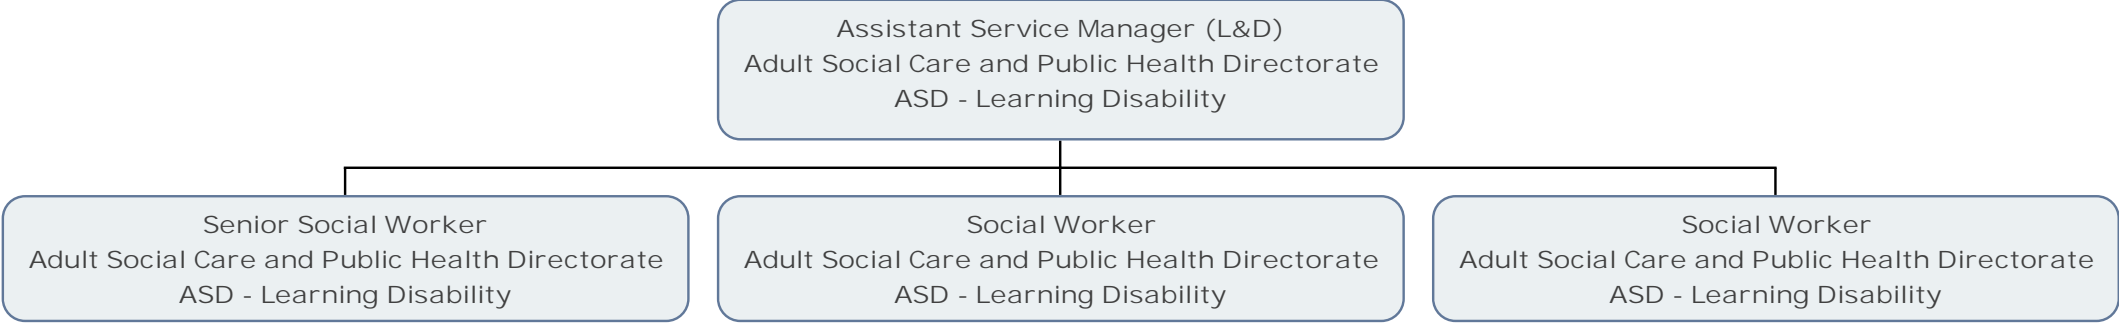 Assistant Service Manager (L&D)
Adult Social Care and Public Health Directorate
ASD - Learning Disability
Senior Social Worker
Adult Social Care and Public Health Directorate
ASD - Learning Disability
Social Worker
Adult Social Care and Public Health Directorate
ASD - Learning Disability
Social Worker
Adult Social Care and Public Health Directorate
ASD - Learning Disability